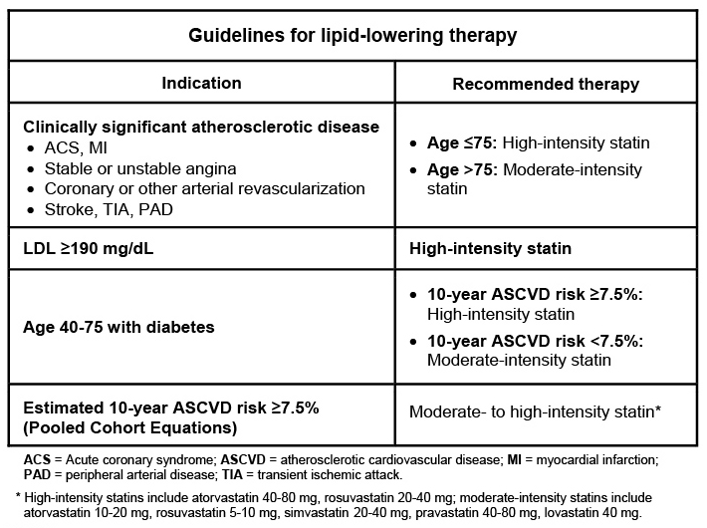 Guidelines for lipid-lowering therapy
Indication
Recommended therapy
Clinically significant atherosclerotic disease
• ACS, MI
• Stable or unstable angina
• Coronary or other arterial revascularization
• Stroke, TIA, PAD
• Age ≤75: High-intensity statin
• Age >75: Moderate-intensity
statin
LDL ≥190 mg/dL
High-intensity statin
Age 40-75 with diabetes
• 10-year ASCVD risk ≥7.5%:
High-intensity statin
• 10-year ASCVD risk <7.5%:
Moderate-intensity statin
Estimated 10-year ASCVD risk ≥7.5%
(Pooled Cohort Equations)
Moderate- to high-intensity statin*
ACS = Acute coronary syndrome; ASCVD = atherosclerotic cardiovascular disease; MI = myocardial infarction;
PAD = peripheral arterial disease; TIA = transient ischemic attack.
* High-intensity statins include atorvastatin 40-80 mg, rosuvastatin 20-40 mg; moderate-intensity statins include
atorvastatin 10-20 mg, rosuvastatin 5-10 mg, simvastatin 20-40 mg, pravastatin 40-80 mg, lovastatin 40 mg.